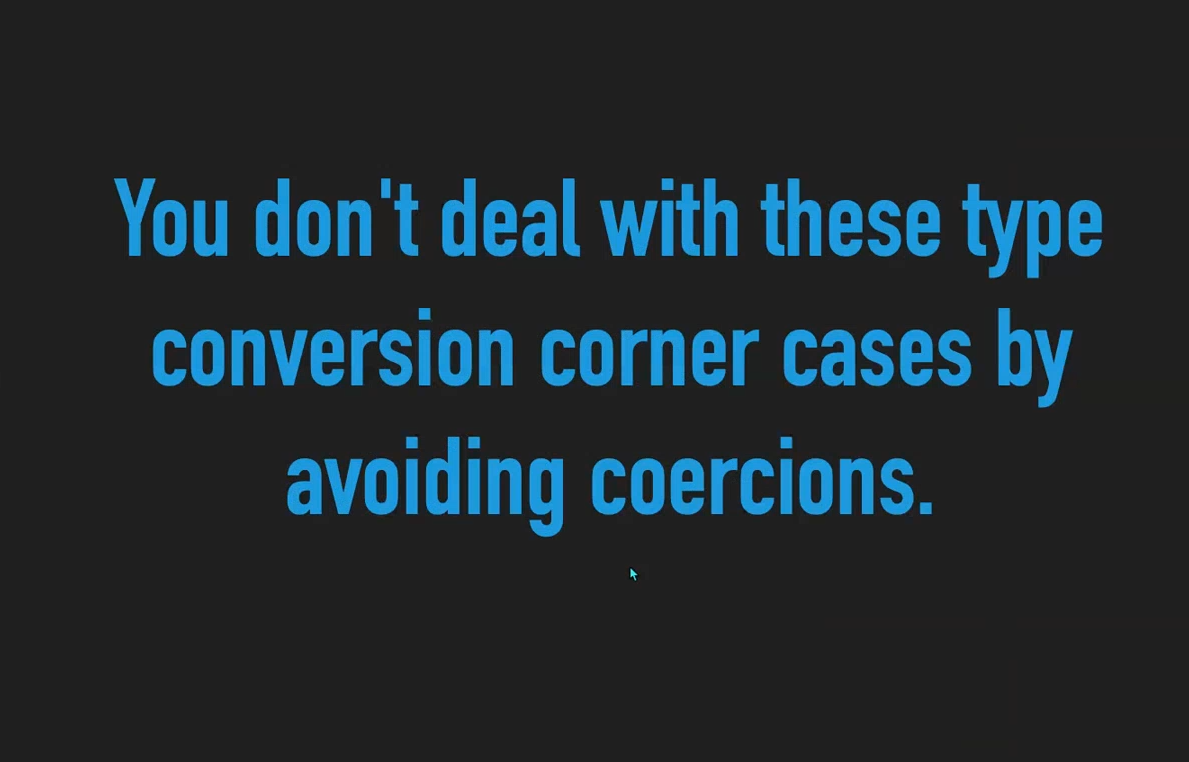 You don't deal with these type
conversion corner cases by
avoiding coercions.